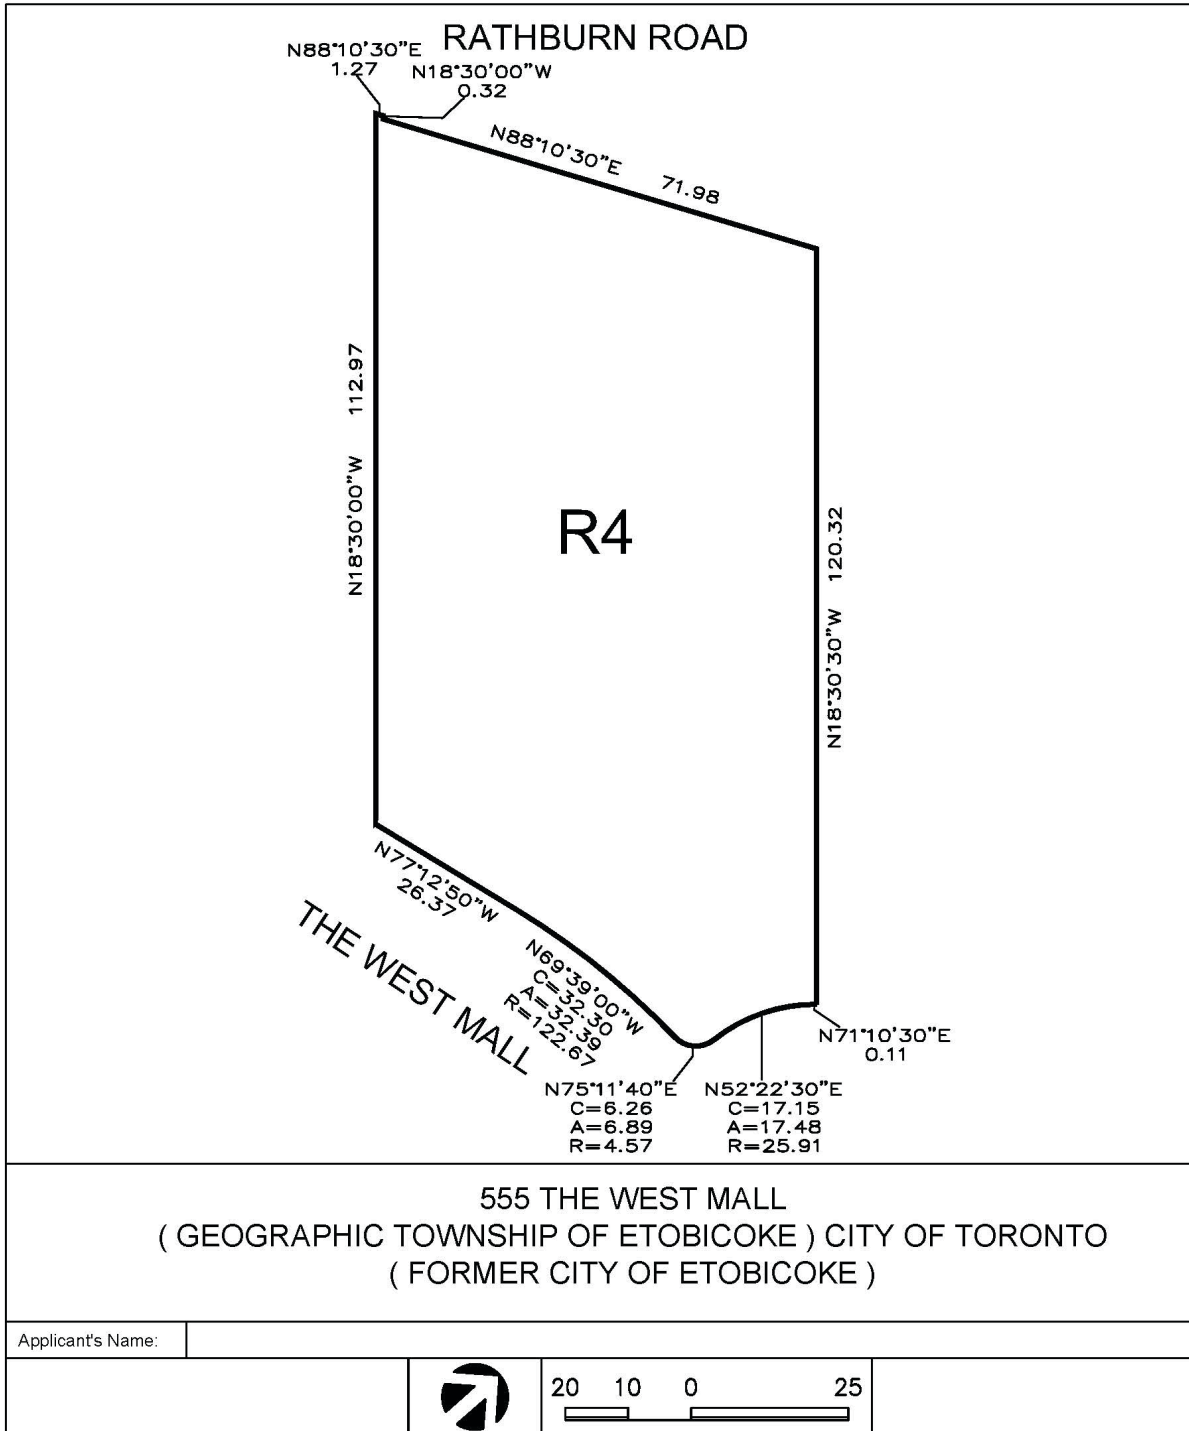 RATHBURN ROAD
N88°10'30"E
1.27
N18°30'00"W
0.32
N88°10'30"E 71.98
N18°30'00"W 112.97
R4
N18°30'30"W 120.32
N77°12'50"W
26.37
THE WEST MALL
N69°39'00"W
C=32.30
A=32.39
R=122.67
N75°11'40"E
C=6.26
A=6.89
R=4.57
N52°22'30"E
C=17.15
A=17.48
R=25.91
N71°10'30"E
0.11
555 THE WEST MALL
( GEOGRAPHIC TOWNSHIP OF ETOBICOKE ) CITY OF TORONTO
( FORMER CITY OF ETOBICOKE )
Applicant's Name:
20 10 0 25